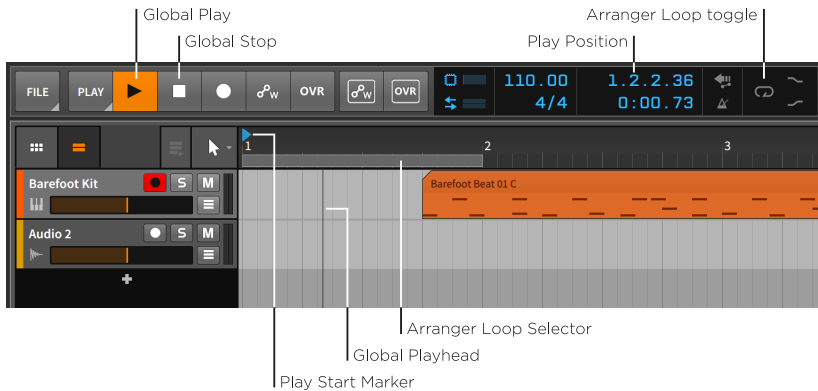 Global Play
Arranger Loop toggle
Global Stop
Play Position
FILE PLAY W OVR W OVR 110.00 1.2.2.36
4/4 0:00.73
1 2 3
Barefoot Kit S M Barefoot Beat 01 C
Audio 2 S M
Arranger Loop Selector
Global Playhead
Play Start Marker